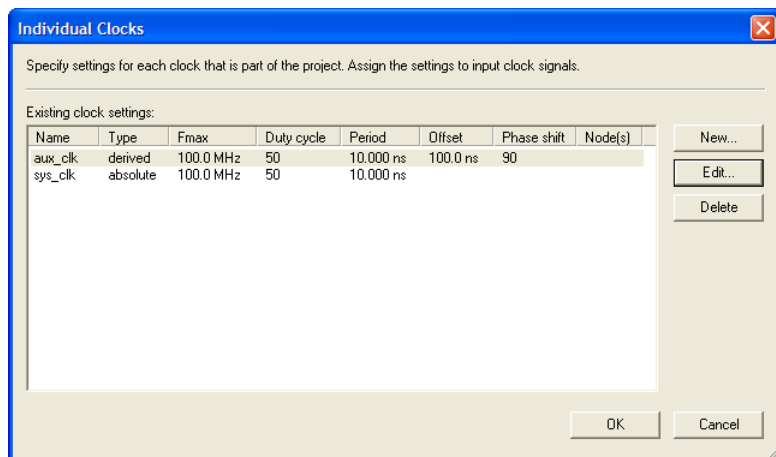 Individual Clocks
Specify settings for each clock that is part of the project. Assign the settings to input clock signals.
Existing clock settings:
Name Type Fmax Duty cycle Period Offset Phase shift Node(s)
aux_clk derived 100.0 MHz 50 10.000 ns 100.0 ns 90
sys_clk absolute 100.0 MHz 50 10.000 ns
New...
Edit...
Delete
OK Cancel